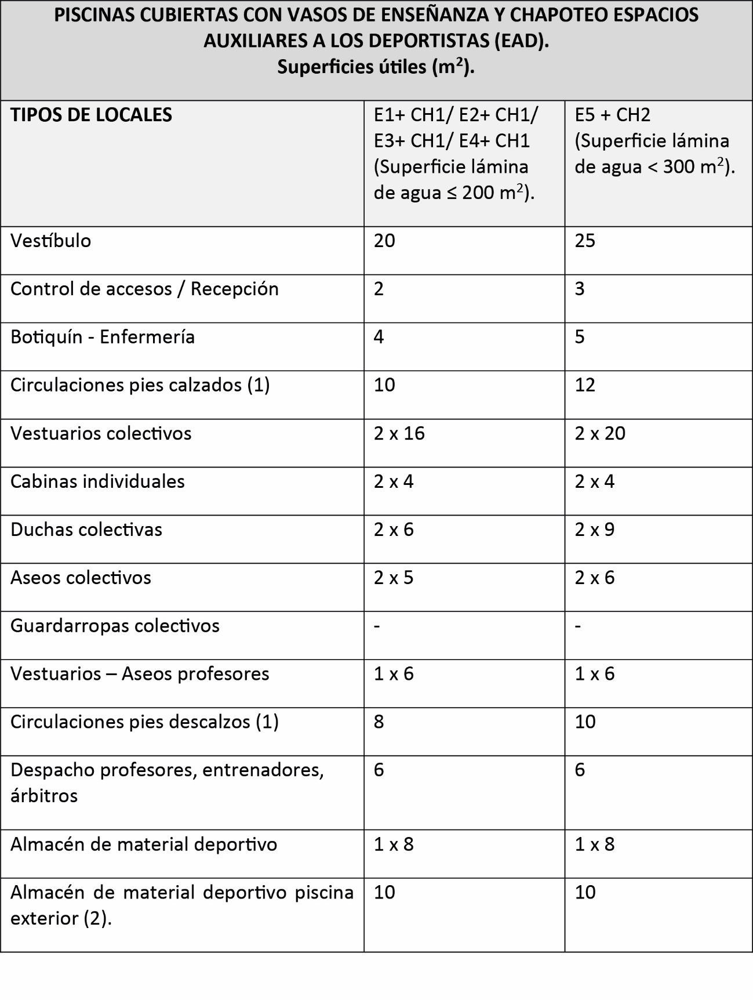 PISCINAS CUBIERTAS CON VASOS DE ENSEÑANZA Y CHAPOTEO ESPACIOS
AUXILIARES A LOS DEPORTISTAS (EAD).
Superficies útiles (m²).
TIPOS DE LOCALES
E1+ CH1/ E2+ CH1/
E3+ CH1/ E4+ CH1
(Superficie lámina
de agua ≤ 200 m²).
E5 + CH2
(Superficie lámina
de agua < 300 m²).
Vestíbulo 20 25
Control de accesos / Recepción 2 3
Botiquín - Enfermería 4 5
Circulaciones pies calzados (1) 10 12
Vestuarios colectivos 2 x 16 2 x 20
Cabinas individuales 2 x 4 2 x 4
Duchas colectivas 2 x 6 2 x 9
Aseos colectivos 2 x 5 2 x 6
Guardarropas colectivos - -
Vestuarios – Aseos profesores 1 x 6 1 x 6
Circulaciones pies descalzos (1) 8 10
Despacho profesores, entrenadores,
árbitros
6 6
Almacén de material deportivo 1 x 8 1 x 8
Almacén de material deportivo piscina
exterior (2).
10 10